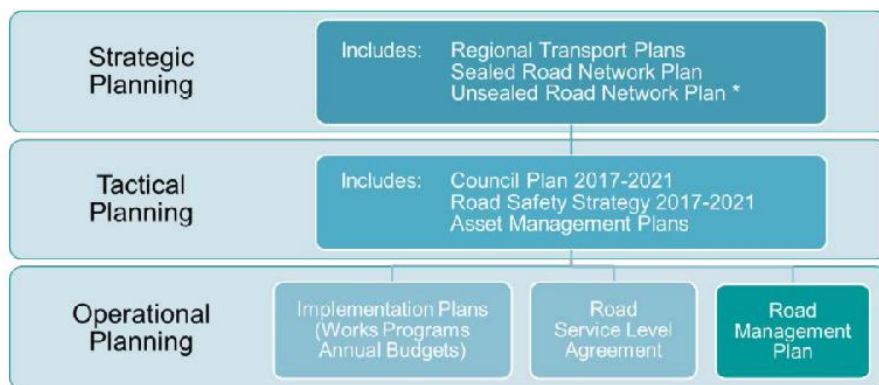 Strategic
Planning
Includes: Regional Transport Plans
Sealed Road Network Plan
Unsealed Road Network Plan *
Tactical
Planning
Includes: Council Plan 2017-2021
Road Safety Strategy 2017-2021
Asset Management Plans
Operational
Planning
Implementation Plans
(Works Programs
Annual Budgets)
Road
Service Level
Agreement
Road
Management
Plan